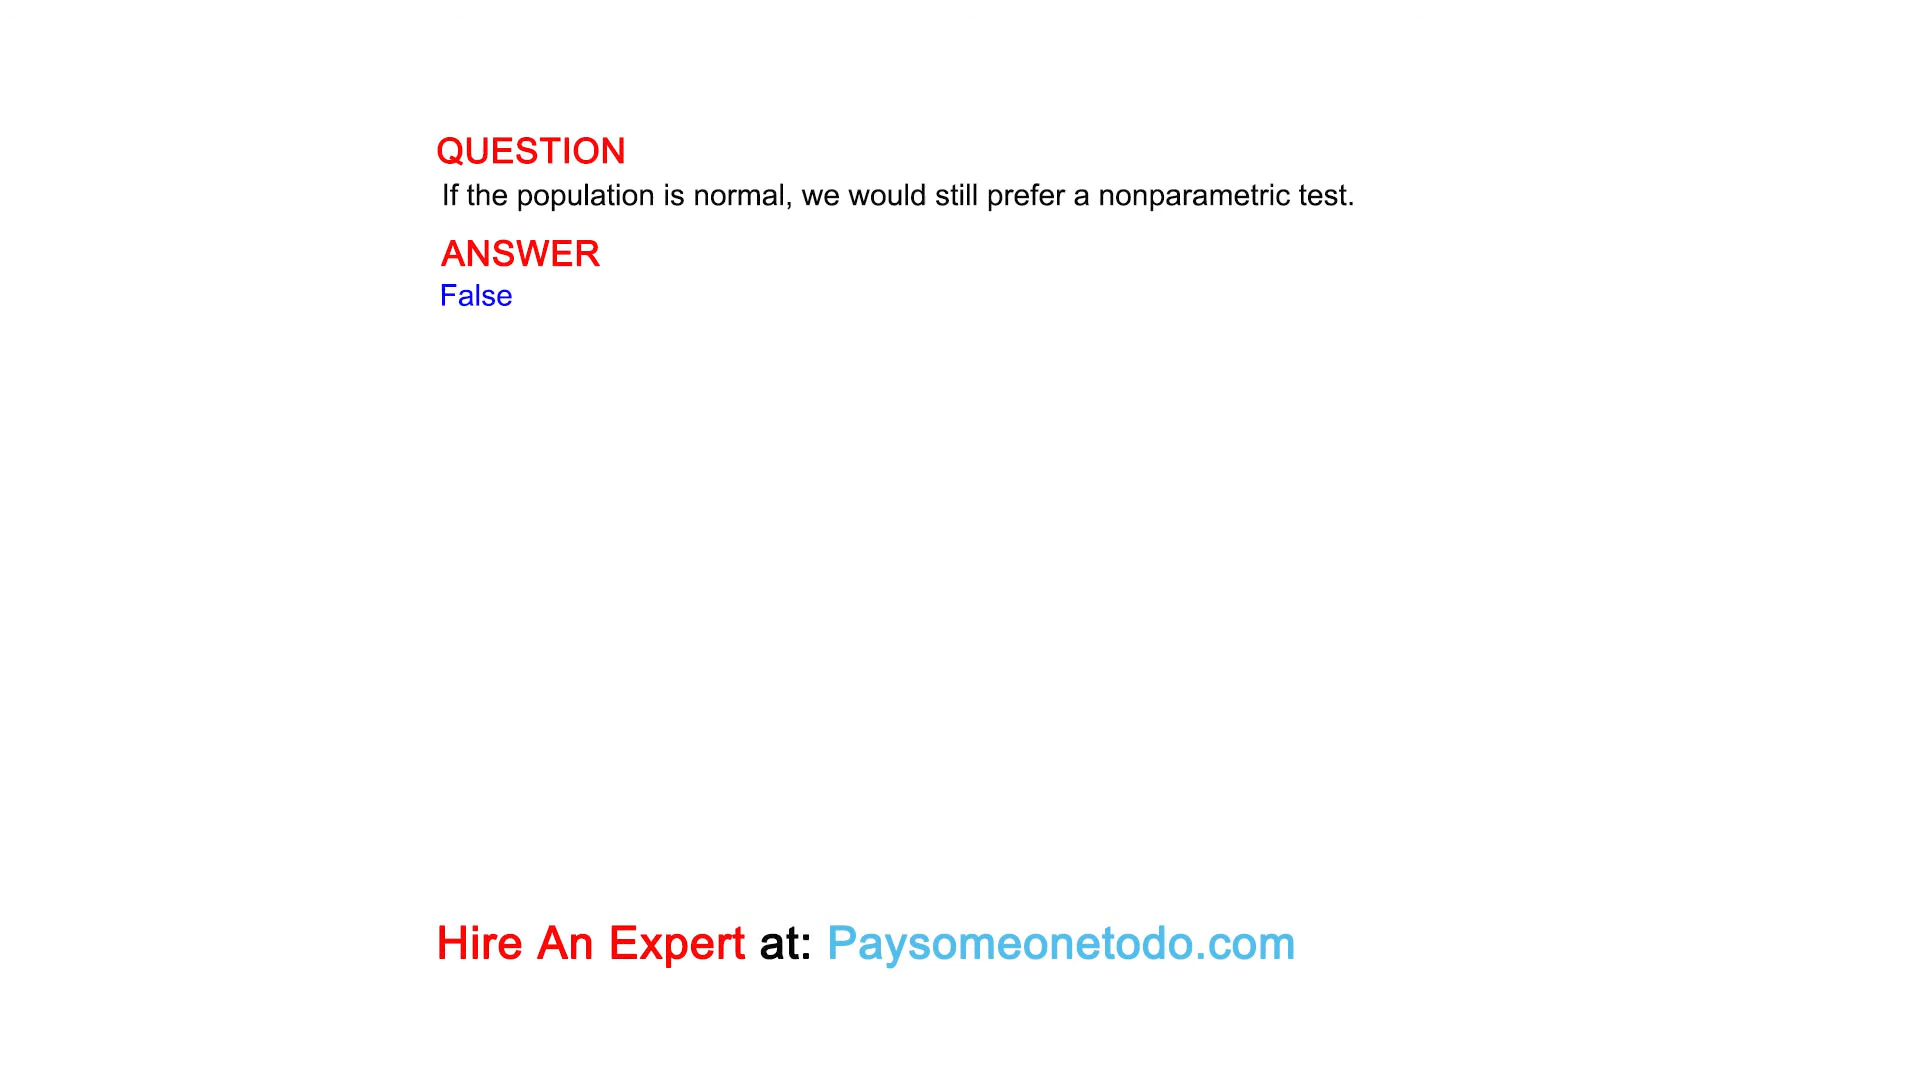 QUESTION
If the population is normal, we would still prefer a nonparametric test.
ANSWER
False
Hire An Expert at: Paysomeonetodo.com